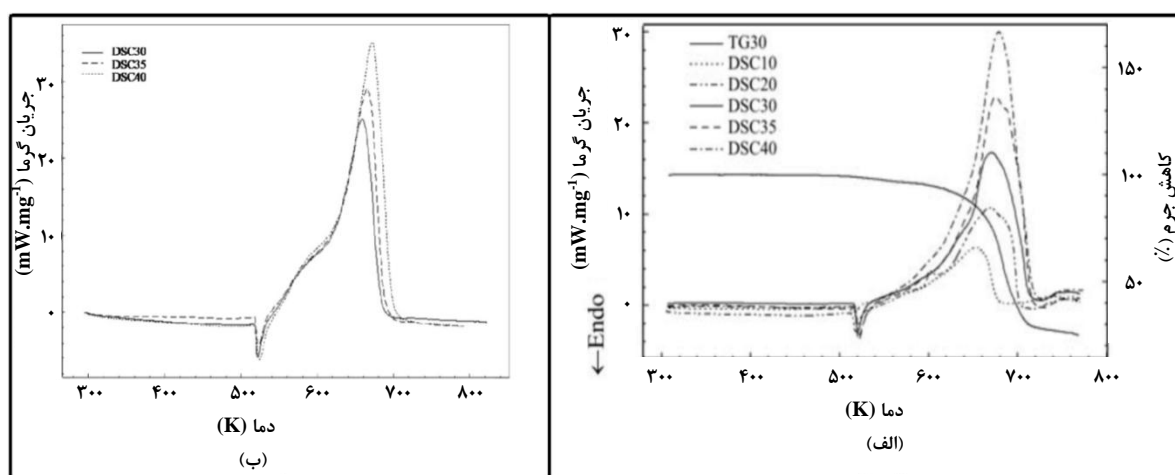 TG30
DSC10
DSC20
DSC30
DSC35
DSC40
جریان گرما (mW.mg-1)
۳۰
۲۰
۱۰
۰
←Endo
۳۰۰ ۴۰۰ ۵۰۰ ۶۰۰ ۷۰۰ ۸۰۰
دما (K)
۱۵۰
۱۰۰
۵۰
کاهش جرم (٪)
(الف)
DSC30
DSC35
DSC40
جریان گرما (mW.mg-1)
۳۰
۲۰
۱۰
۰
۳۰۰ ۴۰۰ ۵۰۰ ۶۰۰ ۷۰۰ ۸۰۰
دما (K)
(ب)